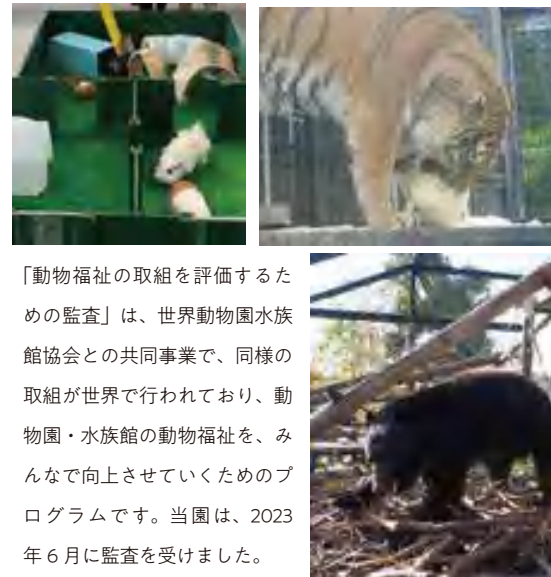 「動物福祉の取組を評価するた
めの監査」は、世界動物園水族
館協会との共同事業で、同様の
取組が世界で行われており、動
物園・水族館の動物福祉を、み
んなで向上させていくためのプ
ログラムです。当園は、2023
年６月に監査を受けました。